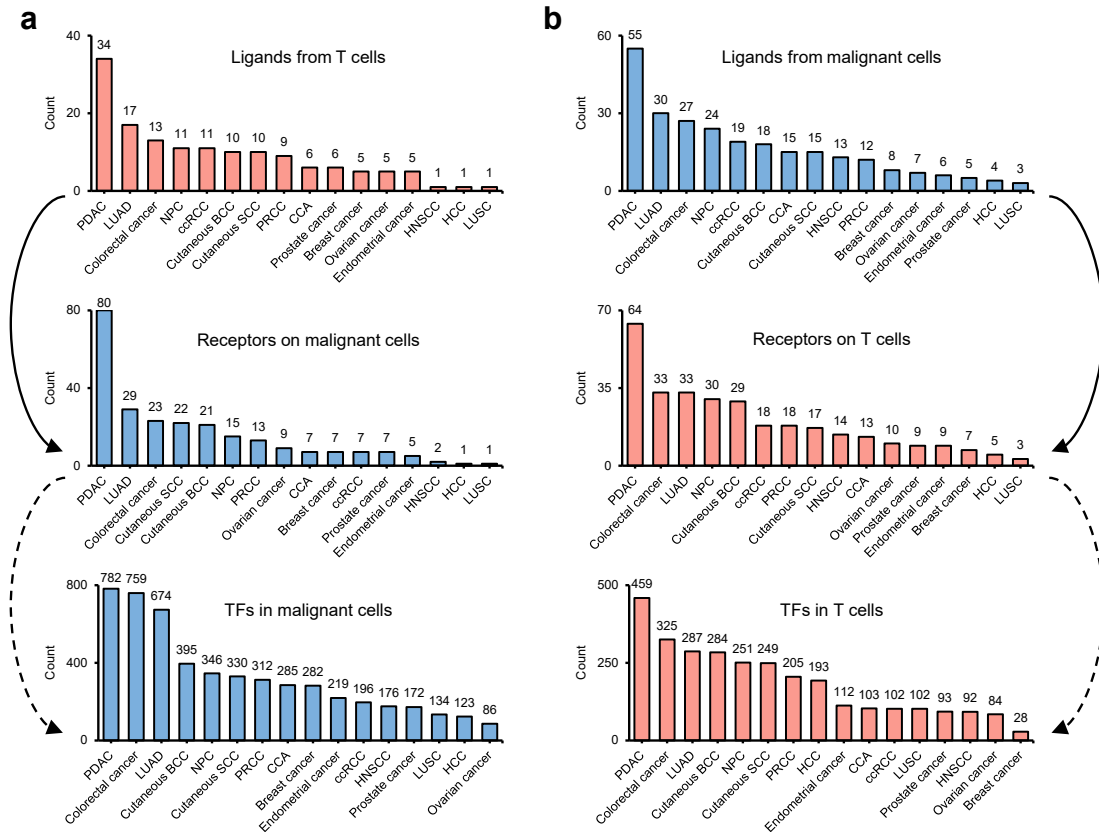 a
Ligands from T cells
Count
40
20
0
34 17 13 11 11 10 10 9 6 6 5 5 5 1 1 1
PDAC LUAD Colorectal cancer NPC ccRCC Cutaneous BCC Cutaneous SCC PRCC CCA Prostate cancer Breast cancer Ovarian cancer Endometrial cancer HNSCC HCC LUSC
Receptors on malignant cells
Count
80
40
0
80 29 23 22 21 15 13 9 7 7 7 7 5 2 1 1
PDAC LUAD Colorectal cancer Cutaneous SCC Cutaneous BCC NPC PRCC Ovarian cancer CCA Breast cancer ccRCC Prostate cancer Endometrial cancer HNSCC HCC LUSC
TFs in malignant cells
Count
800
400
0
782 759 674 395 346 330 312 285 282 219 196 176 172 134 123 86
PDAC Colorectal cancer LUAD Cutaneous BCC NPC Cutaneous SCC PRCC CCA Breast cancer Endometrial cancer ccRCC HNSCC Prostate cancer LUSC HCC Ovarian cancer
b
Ligands from malignant cells
Count
60
30
0
55 30 27 24 19 18 15 15 13 12 8 7 6 5 4 3
PDAC LUAD Colorectal cancer NPC ccRCC Cutaneous BCC CCA Cutaneous SCC HNSCC PRCC Breast cancer Ovarian cancer Endometrial cancer Prostate cancer HCC LUSC
Receptors on T cells
Count
70
35
0
64 33 33 30 29 18 18 17 14 13 10 9 9 7 5 3
PDAC Colorectal cancer LUAD NPC Cutaneous BCC ccRCC PRCC Cutaneous SCC HNSCC CCA Ovarian cancer Prostate cancer Endometrial cancer Breast cancer HCC LUSC
TFs in T cells
Count
500
250
0
459 325 287 284 251 249 205 193 112 103 102 102 93 92 84 28
PDAC Colorectal cancer LUAD Cutaneous BCC NPC Cutaneous SCC PRCC HCC Endometrial cancer CCA ccRCC LUSC Prostate cancer HNSCC Ovarian cancer Breast cancer